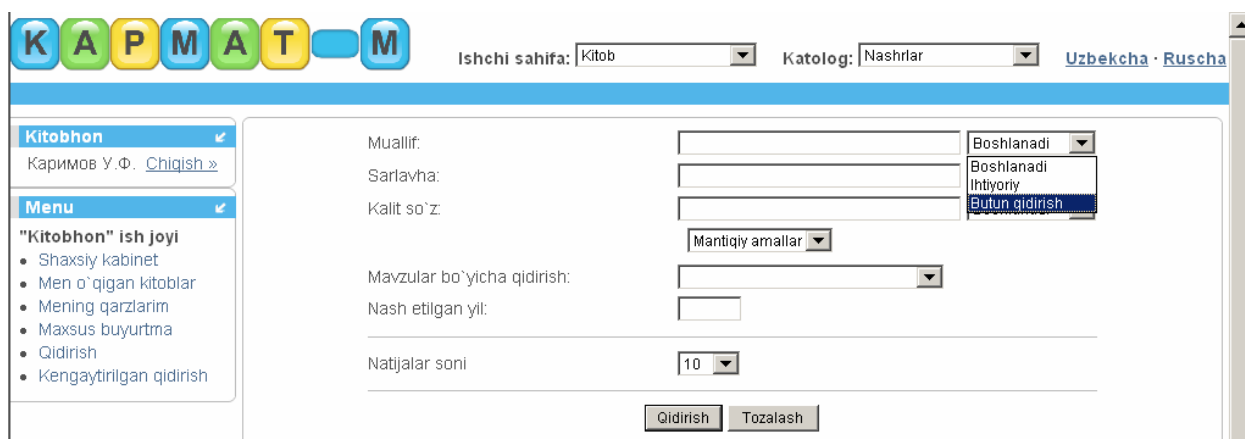 КАРМАТ-М
Ishchi sahifa: Kitob Katolog: Nashrlar Uzbekcha · Ruscha
Kitobhon
Каримов У.Ф. Chiqish »
Menu
"Kitobhon" ish joyi
• Shaxsiy kabinet
• Men o`qigan kitoblar
• Mening qarzlarim
• Maxsus buyurtma
• Qidirish
• Kengaytirilgan qidirish
Muallif: Boshlanadi
Boshlanadi
Sarlavha: Ihtiyoriy
Kalit so`z: Butun qidirish
Mantiqiy amallar
Mavzular bo`yicha qidirish:
Nash etilgan yil:
Natijalar soni 10
Qidirish Tozalash